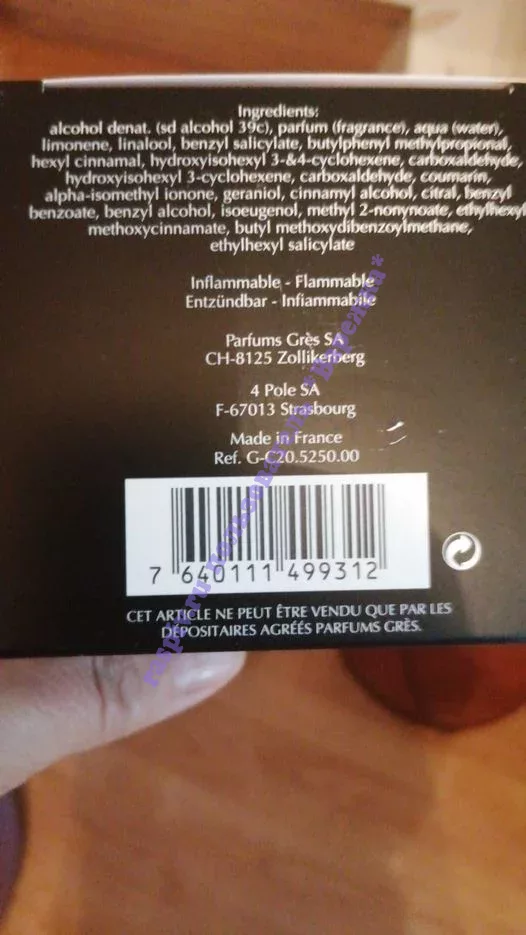 Ingredients:
alcohol denat. (sd alcohol 39c), parfum (fragrance), aqua (water),
limonene, linalool, benzyl salicylate, butylphenyl methylpropional,
hexyl cinnamal, hydroxyisohexyl 3-&4-cyclohexene, carboxaldehyde,
hydroxyisohexyl 3-cyclohexene, carboxaldehyde, coumarin,
alpha-isomethyl ionone, geraniol, cinnamyl alcohol, citral, benzyl
benzoate, benzyl alcohol, isoeugenol, methyl 2-nonynoate, ethylhexyl
methoxycinnamate, butyl methoxydibenzoylmethane,
ethylhexyl salicylate
Inflammable - Flammable
Entzündbar - Infiammabile
Parfums Grès SA
CH-8125 Zollikerberg
4 Pole SA
F-67013 Strasbourg
Made in France
Ref. G-C20.5250.00
7 640111 499312
CET ARTICLE NE PEUT ÊTRE VENDU QUE PAR LES
DÉPOSITAIRES AGRÉÉS PARFUMS GRÈS.